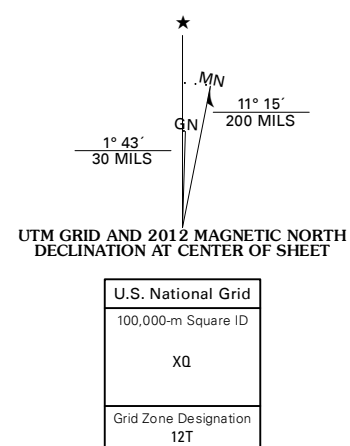 ★
MN
GN
11° 15´
200 MILS
1° 43´
30 MILS
UTM GRID AND 2012 MAGNETIC NORTH
DECLINATION AT CENTER OF SHEET
U.S. National Grid
100,000-m Square ID
XQ
Grid Zone Designation
12T